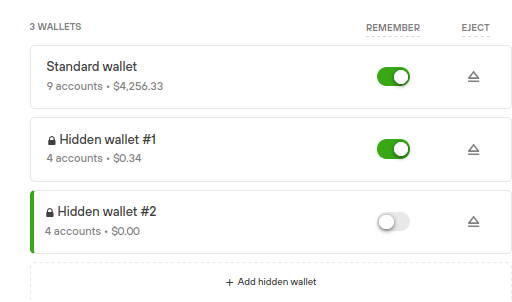 3 WALLETS REMEMBER EJECT
Standard wallet
9 accounts • $4,256.33
Hidden wallet #1
4 accounts • $0.34
Hidden wallet #2
4 accounts • $0.00
+ Add hidden wallet